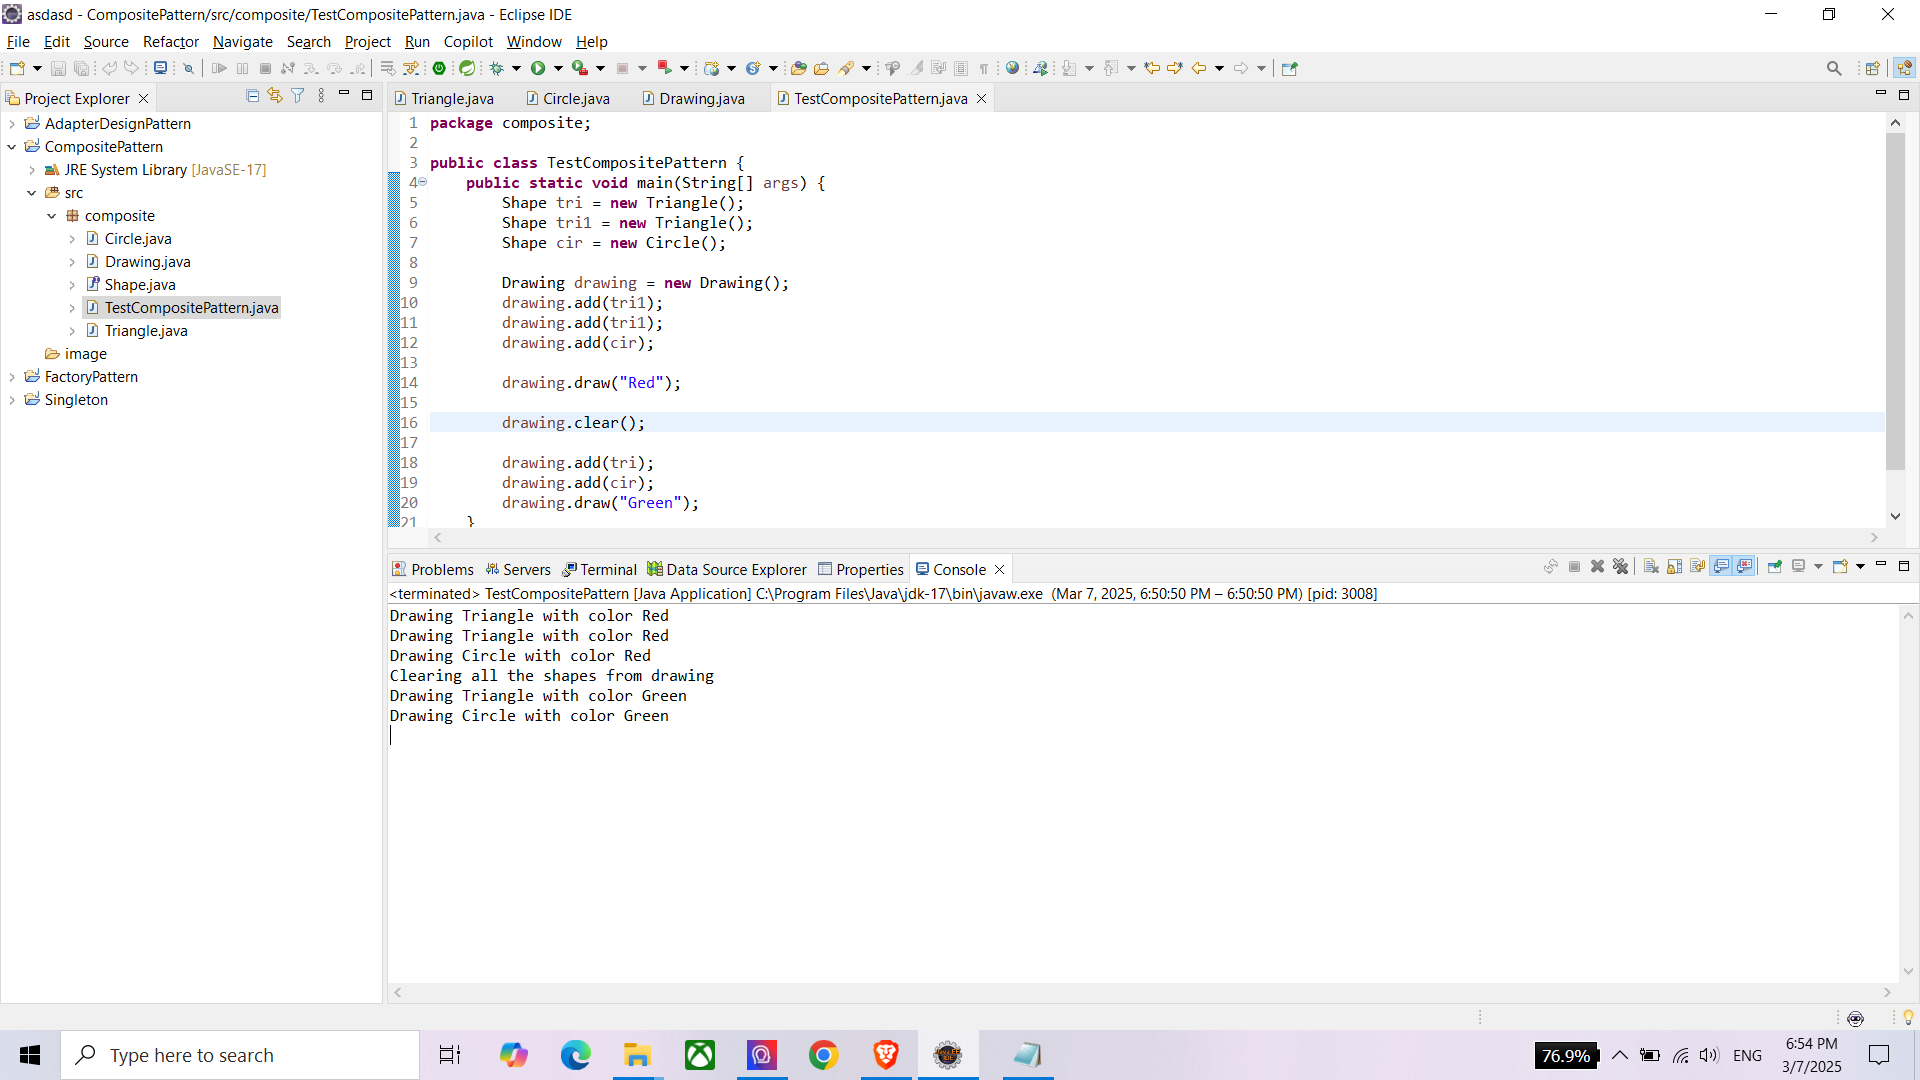 asdasd - CompositePattern/src/composite/TestCompositePattern.java - Eclipse IDE
File Edit Source Refactor Navigate Search Project Run Copilot Window Help
Project Explorer
AdapterDesignPattern
CompositePattern
JRE System Library [JavaSE-17]
src
composite
Circle.java
Drawing.java
Shape.java
TestCompositePattern.java
Triangle.java
image
FactoryPattern
Singleton
Triangle.java Circle.java Drawing.java TestCompositePattern.java
1 package composite;
2
3 public class TestCompositePattern {
4 public static void main(String[] args) {
5 Shape tri = new Triangle();
6 Shape tri1 = new Triangle();
7 Shape cir = new Circle();
8
9 Drawing drawing = new Drawing();
10 drawing.add(tri1);
11 drawing.add(tri1);
12 drawing.add(cir);
13
14 drawing.draw("Red");
15
16 drawing.clear();
17
18 drawing.add(tri);
19 drawing.add(cir);
20 drawing.draw("Green");
21 }
Problems Servers Terminal Data Source Explorer Properties Console
<terminated> TestCompositePattern [Java Application] C:\Program Files\Java\jdk-17\bin\javaw.exe (Mar 7, 2025, 6:50:50 PM – 6:50:50 PM) [pid: 3008]
Drawing Triangle with color Red
Drawing Triangle with color Red
Drawing Circle with color Red
Clearing all the shapes from drawing
Drawing Triangle with color Green
Drawing Circle with color Green
Type here to search
76.9%
ENG
6:54 PM
3/7/2025